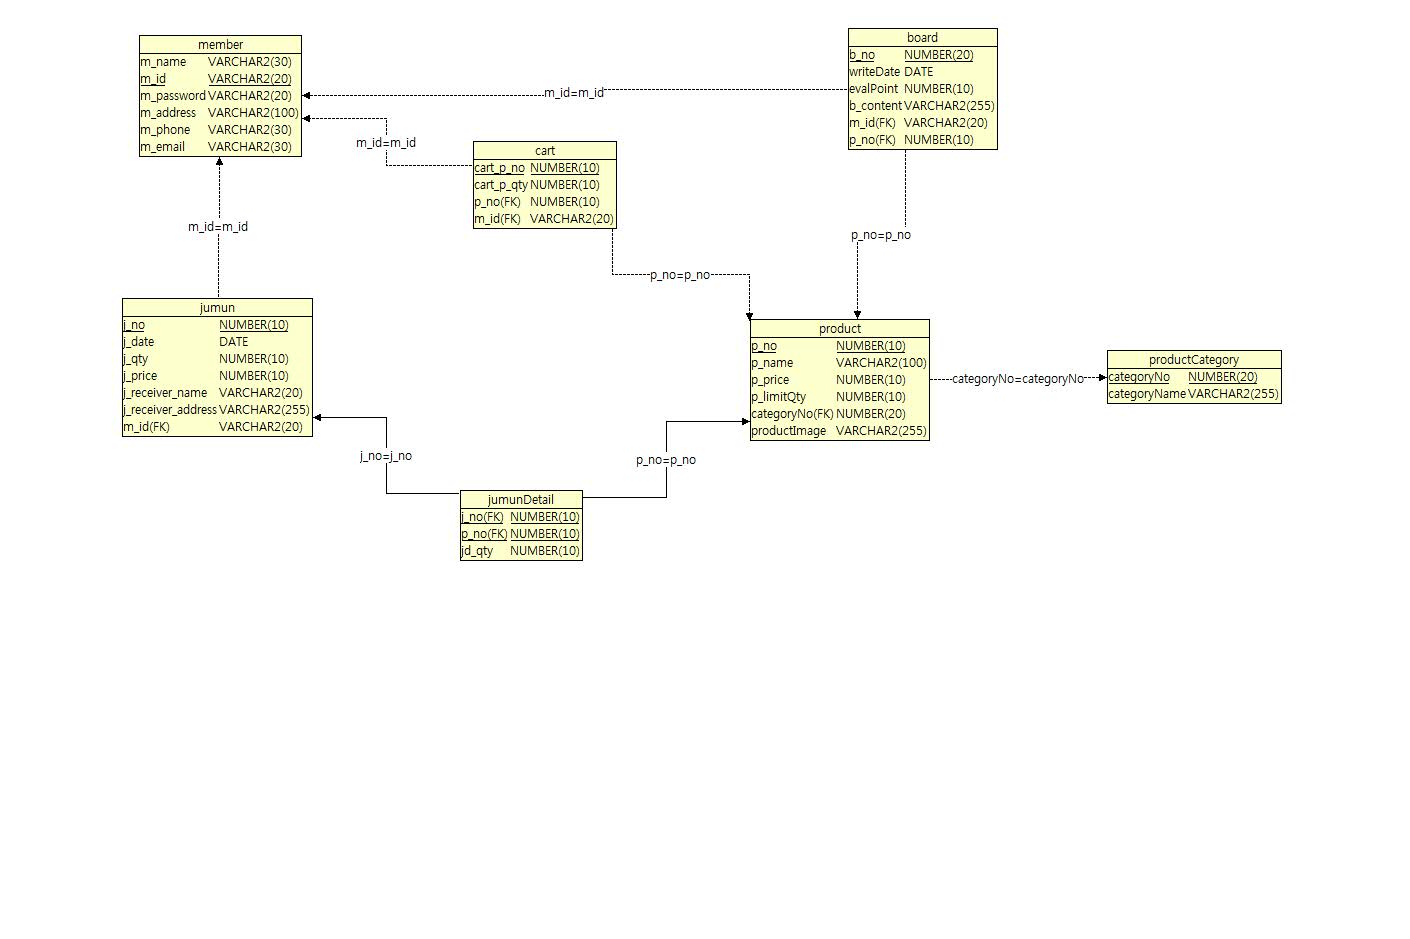 member
m_name VARCHAR2(30)
m_id VARCHAR2(20)
m_password VARCHAR2(20)
m_address VARCHAR2(100)
m_phone VARCHAR2(30)
m_email VARCHAR2(30)
board
b_no NUMBER(20)
writeDate DATE
evalPoint NUMBER(10)
b_content VARCHAR2(255)
m_id(FK) VARCHAR2(20)
p_no(FK) NUMBER(10)
m_id=m_id
m_id=m_id
cart
cart_p_no NUMBER(10)
cart_p_qty NUMBER(10)
p_no(FK) NUMBER(10)
m_id(FK) VARCHAR2(20)
m_id=m_id
p_no=p_no
p_no=p_no
jumun
j_no NUMBER(10)
j_date DATE
j_qty NUMBER(10)
j_price NUMBER(10)
j_receiver_name VARCHAR2(20)
j_receiver_address VARCHAR2(255)
m_id(FK) VARCHAR2(20)
product
p_no NUMBER(10)
p_name VARCHAR2(100)
p_price NUMBER(10)
p_limitQty NUMBER(10)
categoryNo(FK) NUMBER(20)
productImage VARCHAR2(255)
categoryNo=categoryNo
productCategory
categoryNo NUMBER(20)
categoryName VARCHAR2(255)
j_no=j_no
p_no=p_no
jumunDetail
j_no(FK) NUMBER(10)
p_no(FK) NUMBER(10)
jd_qty NUMBER(10)